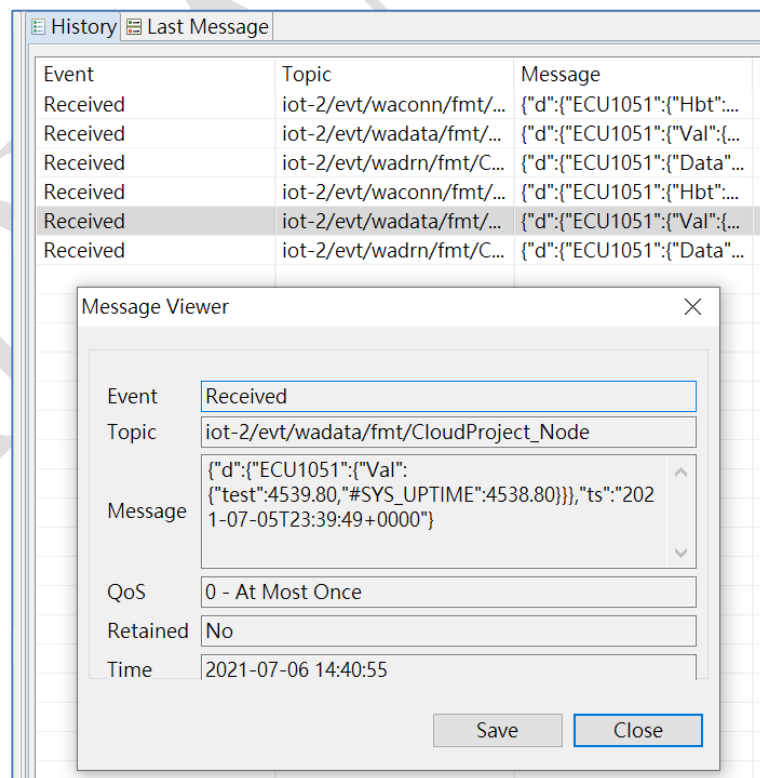 History Last Message
Event Topic Message
Received iot-2/evt/waconn/fmt/... {"d":{"ECU1051":{"Hbt":...
Received iot-2/evt/wadata/fmt/... {"d":{"ECU1051":{"Val":{...
Received iot-2/evt/wadrn/fmt/C... {"d":{"ECU1051":{"Data"...
Received iot-2/evt/waconn/fmt/... {"d":{"ECU1051":{"Hbt":...
Received iot-2/evt/wadata/fmt/... {"d":{"ECU1051":{"Val":{...
Received iot-2/evt/wadrn/fmt/C... {"d":{"ECU1051":{"Data"...
Message Viewer
Event Received
Topic iot-2/evt/wadata/fmt/CloudProject_Node
Message {"d":{"ECU1051":{"Val":
{"test":4539.80,"#SYS_UPTIME":4538.80}}},"ts":"202
1-07-05T23:39:49+0000"}
QoS 0 - At Most Once
Retained No
Time 2021-07-06 14:40:55
Save Close